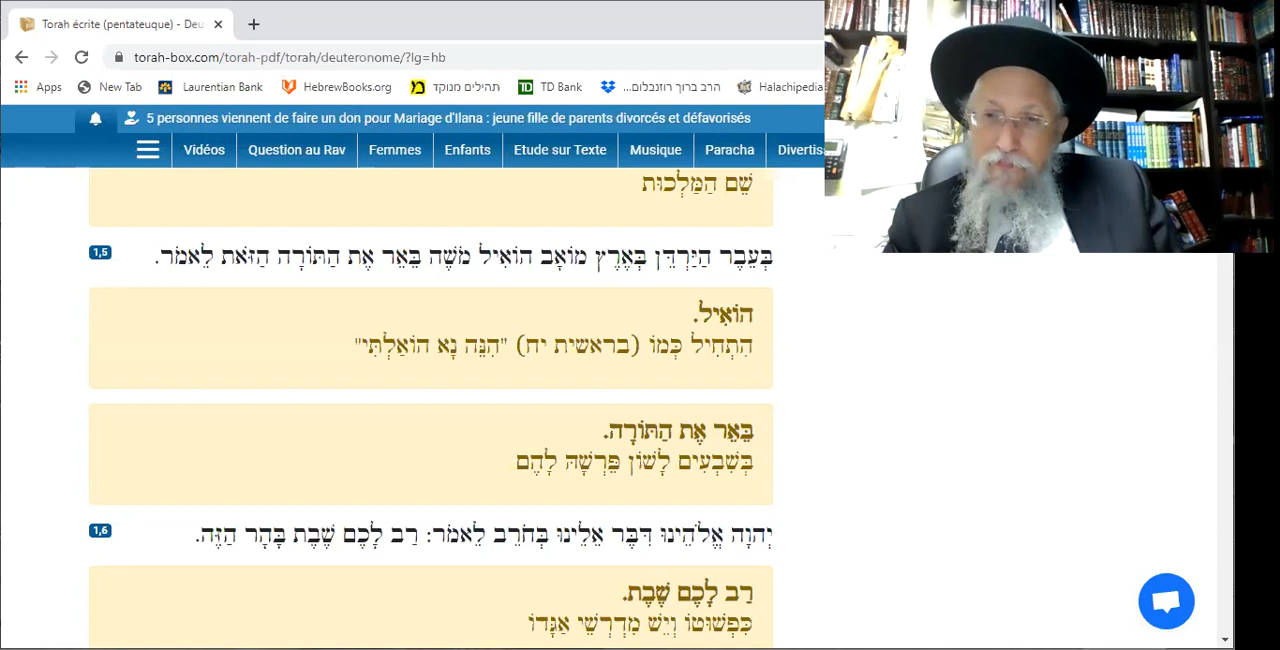 Torah écrite (pentateuque) - Deu
torah-box.com/torah-pdf/torah/deuteronome/?lg=hb
Apps New Tab Laurentian Bank HebrewBooks.org תהילים מנוקד TD Bank הרב ברוך רוזנבלום... Halachipedia
5 personnes viennent de faire un don pour Mariage d'Ilana : jeune fille de parents divorcés et défavorisés
Vidéos Question au Rav Femmes Enfants Etude sur Texte Musique Paracha Divertis
שֵׁם הַמַּלְכוּת
1,5
בְּעֵבֶר הַיַּרְדֵּן בְּאֶרֶץ מוֹאָב הוֹאִיל מֹשֶׁה בֵּאֵר אֶת הַתּוֹרָה הַזֹּאת לֵאמֹר.
הוֹאִיל.
הִתְחִיל כְּמוֹ (בראשית יח) "הִנֵּה נָא הוֹאַלְתִּי"
בֵּאֵר אֶת הַתּוֹרָה.
בְּשִׁבְעִים לָשׁוֹן פֵּרְשָׁהּ לָהֶם
1,6
יְהוָה אֱלֹהֵינוּ דִּבֶּר אֵלֵינוּ בְּחֹרֵב לֵאמֹר: רַב לָכֶם שֶׁבֶת בָּהָר הַזֶּה.
רַב לָכֶם שֶׁבֶת.
כִּפְשׁוּטוֹ וְיֵשׁ מִדְרְשֵׁי אַגָּדוֹ